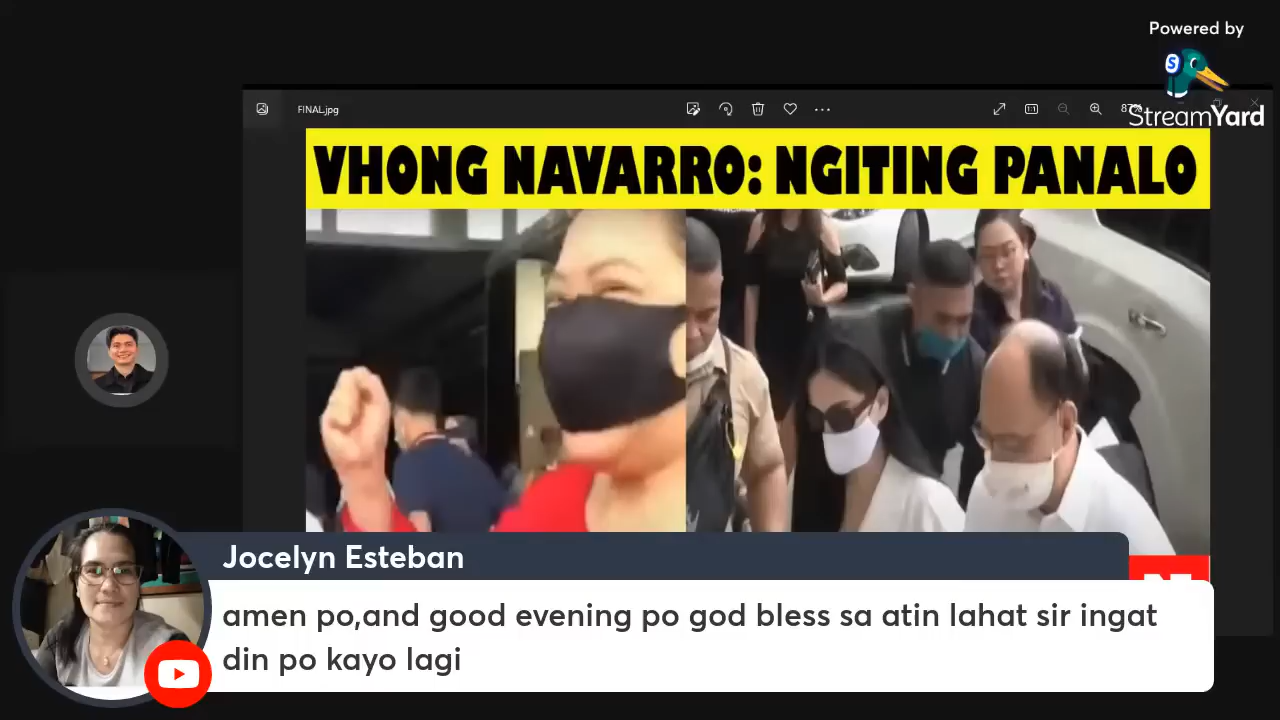 Powered by
S
StreamYard
FINAL.jpg
87%
VHONG NAVARRO: NGITING PANALO
Jocelyn Esteban
amen po,and good evening po god bless sa atin lahat sir ingat
din po kayo lagi